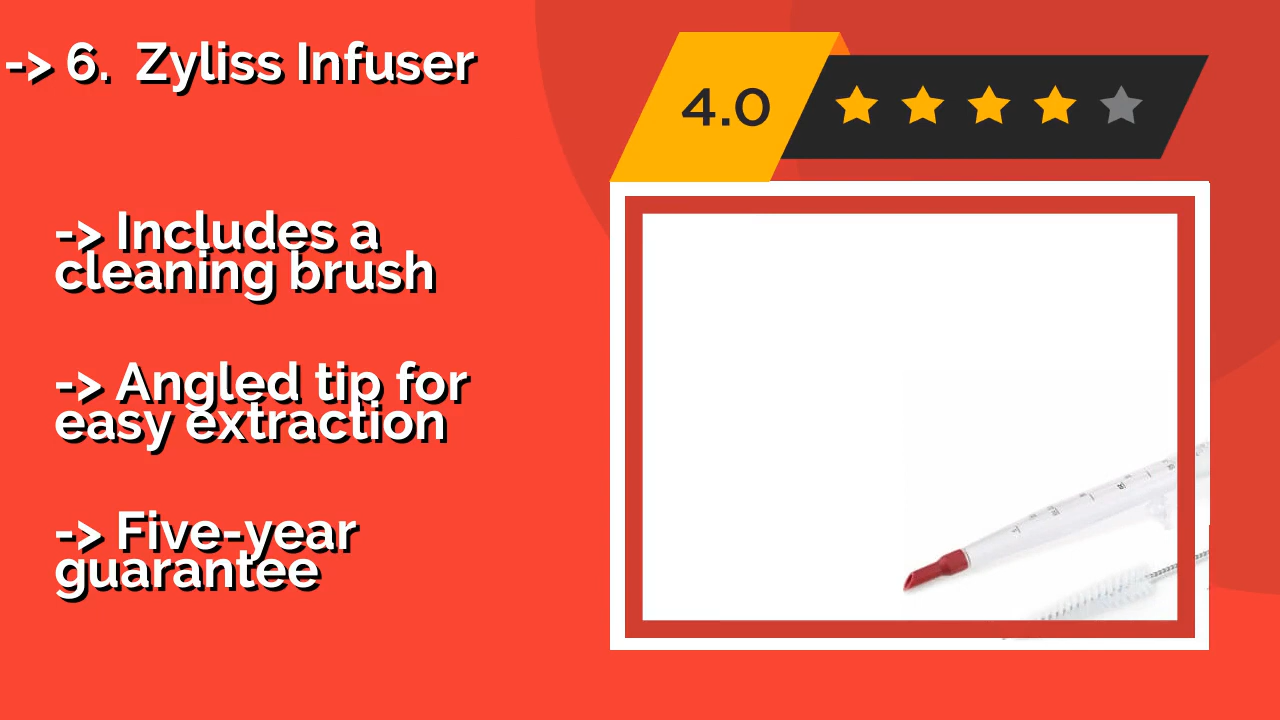 -> 6.  Zyliss Infuser
4.0
-> Includes a
cleaning brush
-> Angled tip for
easy extraction
-> Five-year
guarantee